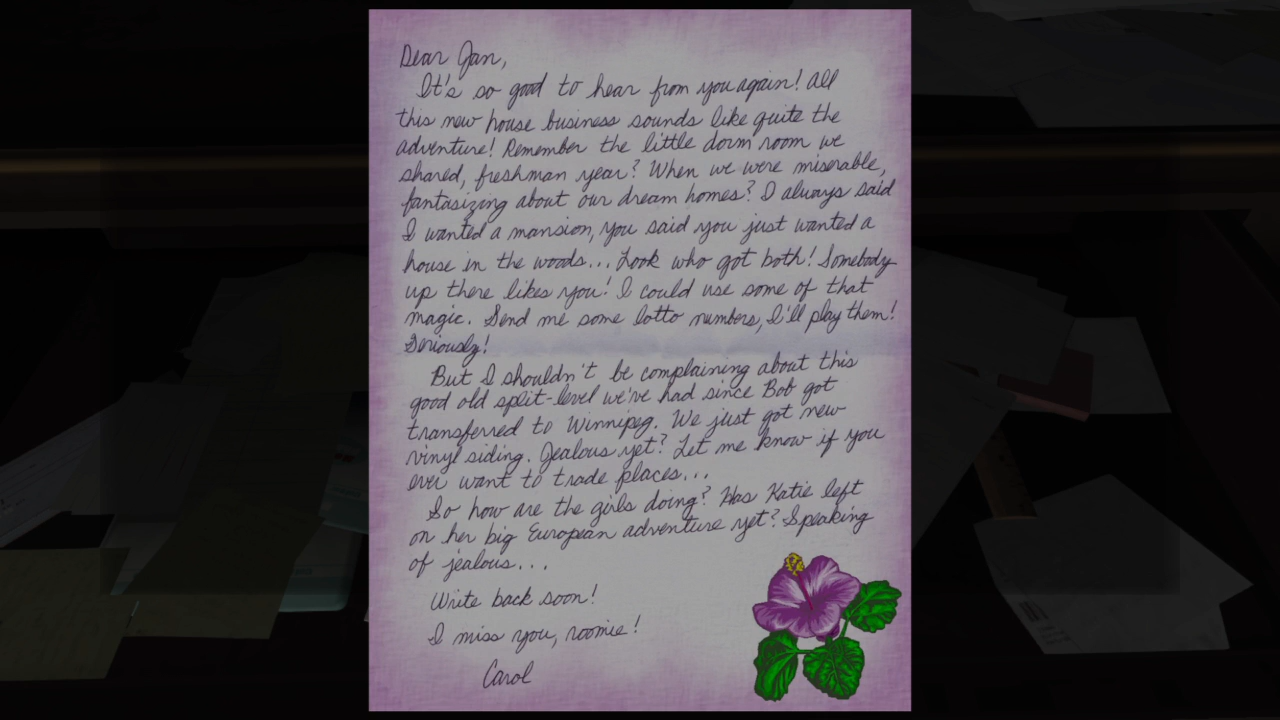 Dear Jan,
It's so good to hear from you again! All
this new house business sounds like quite the
adventure! Remember the little dorm room we
shared, freshman year? When we were miserable,
fantasizing about our dream homes? I always said
I wanted a mansion, you said you just wanted a
house in the woods... Look who got both! Somebody
up there likes you! I could use some of that
magic. Send me some lotto numbers, I'll play them!
Seriously!
But I shouldn't be complaining about this
good old split-level we've had since Bob got
transferred to Winnipeg. We just got new
vinyl siding. Jealous yet? Let me know if you
ever want to trade places...
So how are the girls doing? Has Katie left
on her big European adventure yet? Speaking
of jealous...
Write back soon!
I miss you, roomie!
Carol